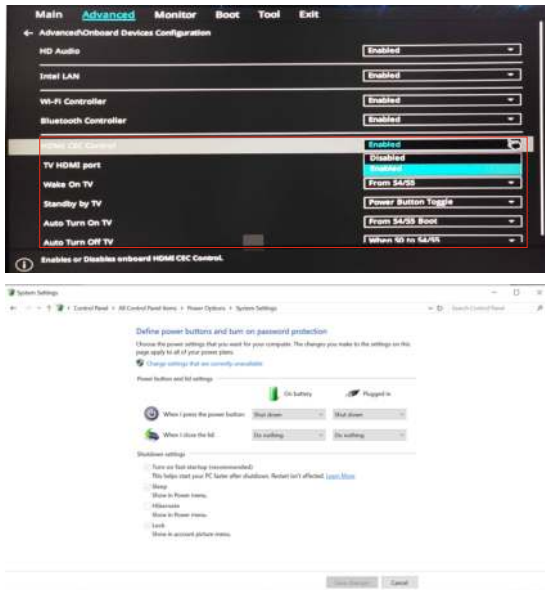 Main Advanced Monitor Boot Tool Exit
← Advanced\Onboard Devices Configuration
HD Audio Enabled
Intel LAN Enabled
Wi-Fi Controller Enabled
Bluetooth Controller Enabled
HDMI CEC Control Enabled
Disabled
TV HDMI port Enabled
Wake On TV From S4/S5
Standby by TV Power Button Toggle
Auto Turn On TV From S4/S5 Boot
Auto Turn Off TV When S0 to S4/S5
Enables or Disables onboard HDMI CEC Control.
System Settings
Control Panel > All Control Panel Items > Power Options > System Settings Search Control Panel
Define power buttons and turn on password protection
Choose the power settings that you want for your computer. The changes you make to the settings on this
page apply to all of your power plans.
Change settings that are currently unavailable
Power button and lid settings
On battery Plugged in
When I press the power button: Shut down Shut down
When I close the lid: Do nothing Do nothing
Shutdown settings
Turn on fast startup (recommended)
This helps start your PC faster after shutdown. Restart isn't affected. Learn More
Sleep
Show in Power menu.
Hibernate
Show in Power menu.
Lock
Show in account picture menu.
Save changes Cancel